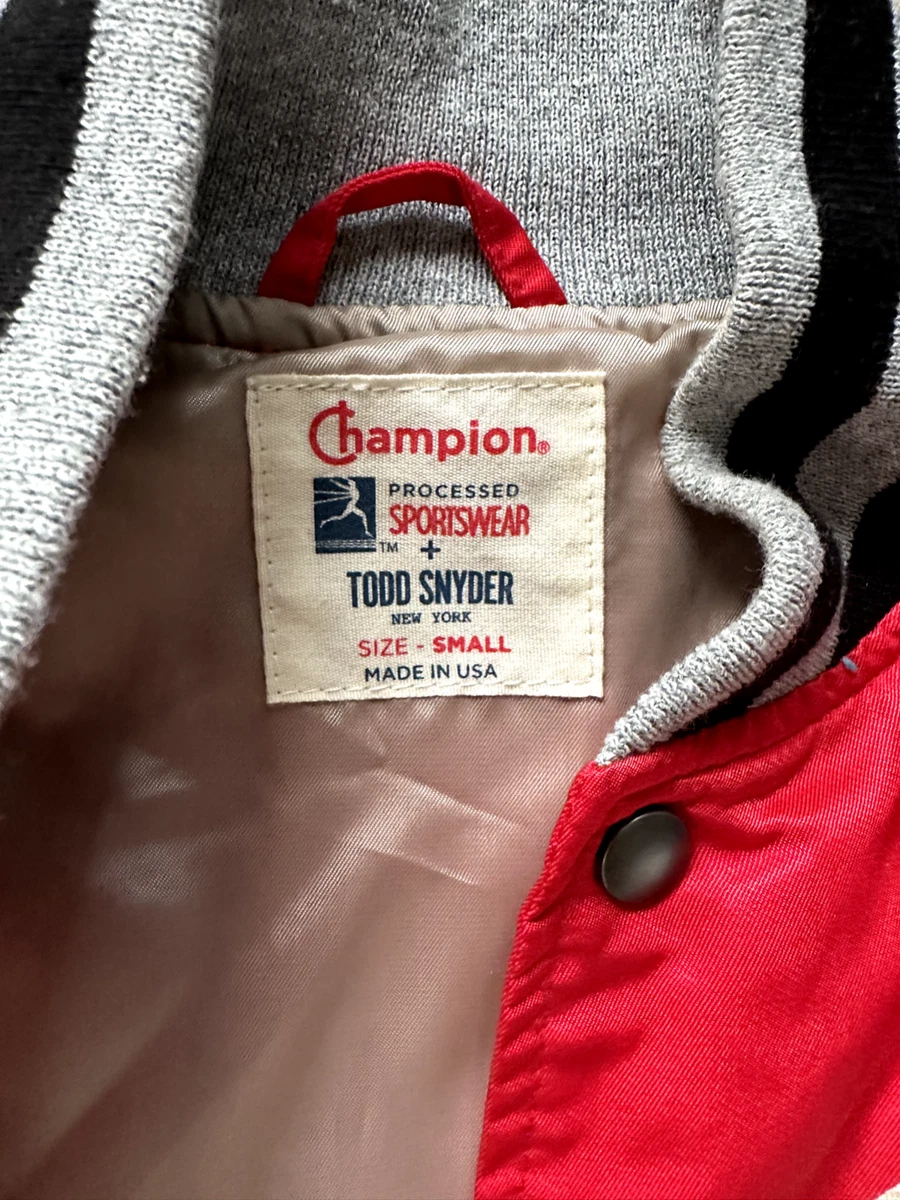 Champion®
PROCESSED
SPORTSWEAR
™ +
TODD SNYDER
NEW YORK
SIZE - SMALL
MADE IN USA